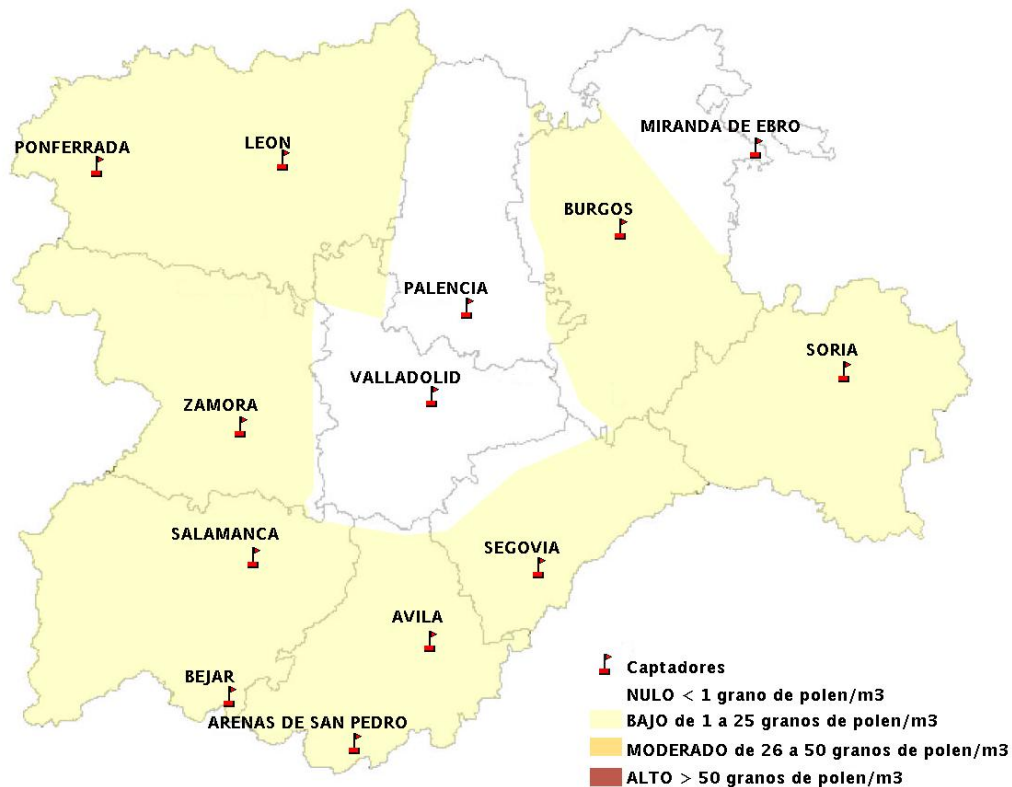 MIRANDA DE EBRO
PONFERRADA
LEON
BURGOS
PALENCIA
SORIA
VALLADOLID
ZAMORA
SALAMANCA
SEGOVIA
AVILA
BEJAR
ARENAS DE SAN PEDRO
Captadores
NULO < 1 grano de polen/m3
BAJO de 1 a 25 granos de polen/m3
MODERADO de 26 a 50 granos de polen/m3
ALTO > 50 granos de polen/m3